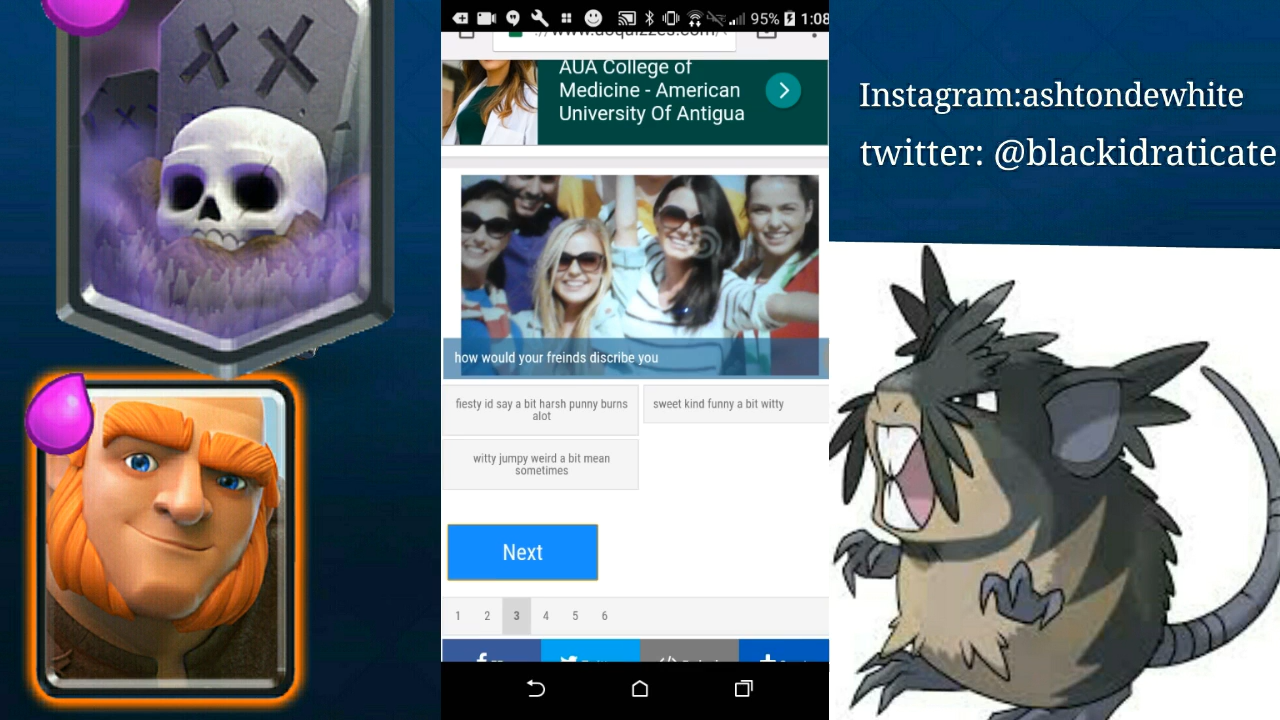 95% 1:08
AUA College of
Medicine - American
University Of Antigua
how would your freinds discribe you
fiesty id say a bit harsh punny burns
alot
sweet kind funny a bit witty
witty jumpy weird a bit mean
sometimes
Next
1 2 3 4 5 6
Instagram:ashtondewhite
twitter: @blackidraticate